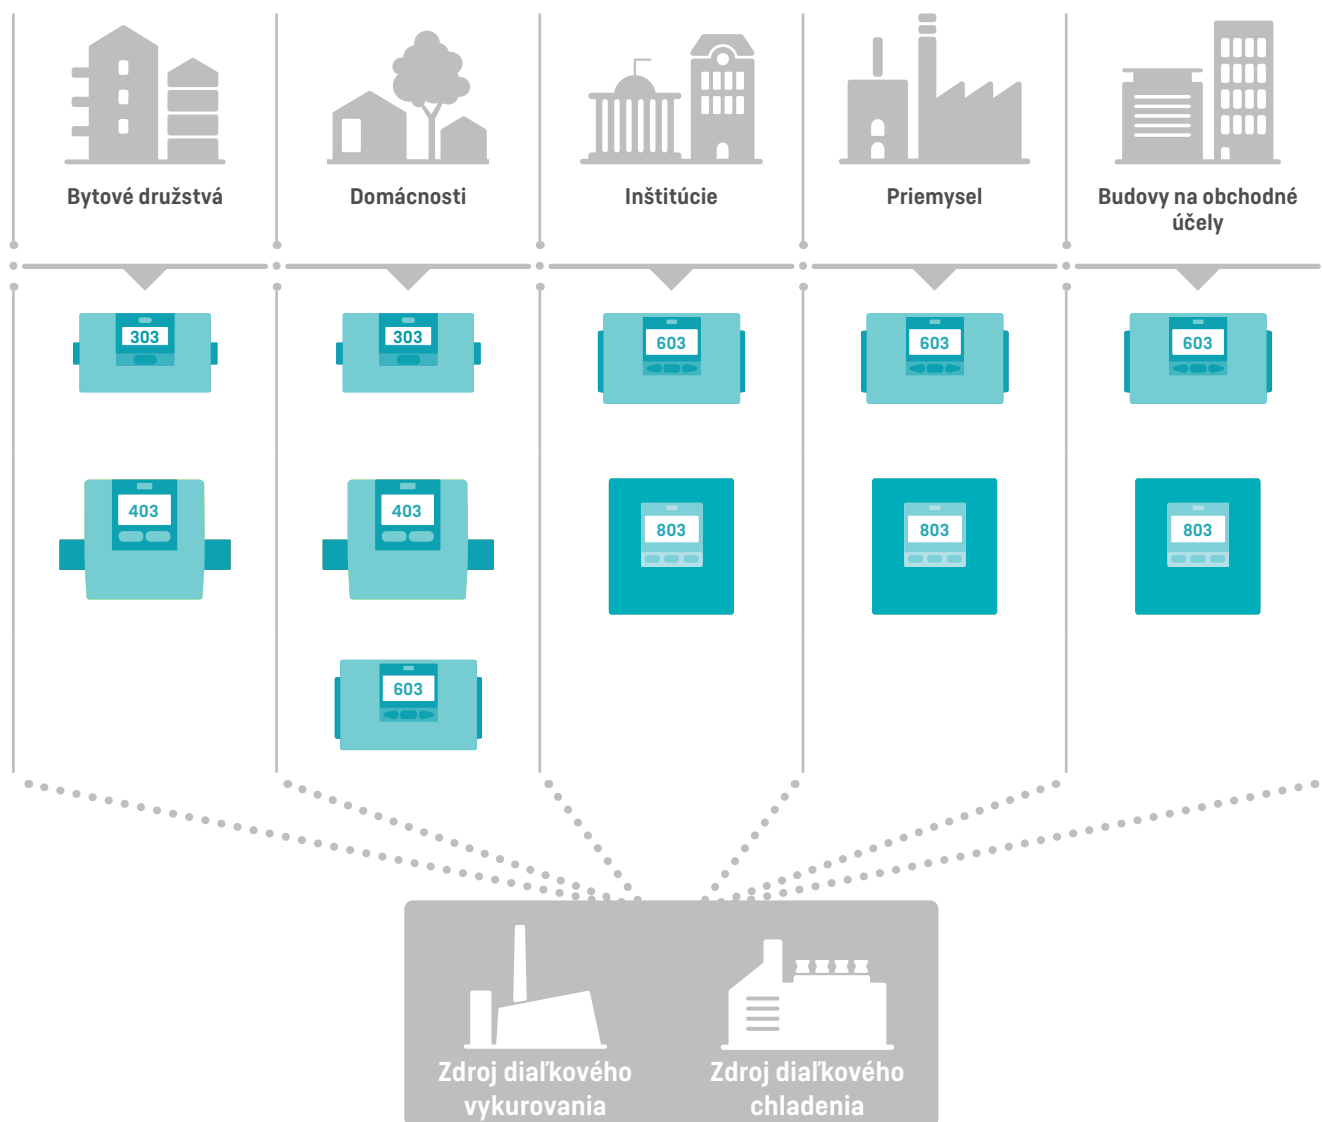 Bytové družstvá
Domácnosti
Inštitúcie
Priemysel
Budovy na obchodné
účely
303
303
603
603
603
403
403
803
803
803
603
Zdroj diaľkového
vykurovania
Zdroj diaľkového
chladenia